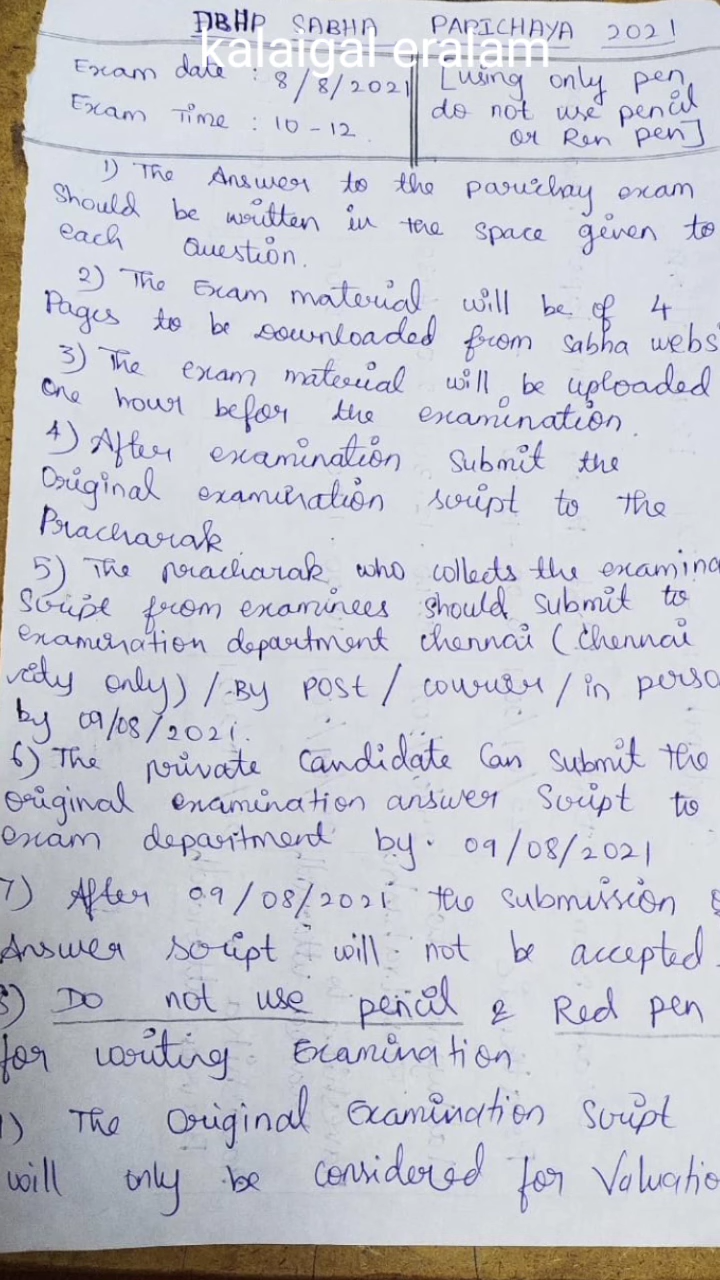 DBHP SABHA PARICHAYA 2021
kalaigal eralam
Exam date : 8/8/2021
Exam Time : 10-12
[using only pen
do not use pencil
or Ren pen]
1) The Answer to the parichay exam
Should be written in the space given to
each Question.
2) The Exam material will be of 4
Pages to be Downloaded from sabha webs
3) The exam material will be uploaded
One hour befor the examination.
4) After examination Submit the
Original examination script to the
Pracharak
5) The pracharak who collects the examina
Script from examinees should submit to
examination department chennai (Chennai
only) / By post / courier / in perso
by 09/08/2021.
6) The private Candidate Can submit the
original examination answer Script to
exam department by. 09/08/2021
7) After 09/08/2021 the submission
Answer script will not be accepted.
8) Do not use pencil & Red pen
for writing Examination.
) The Original Examination Script
will only be considered for Valuatio